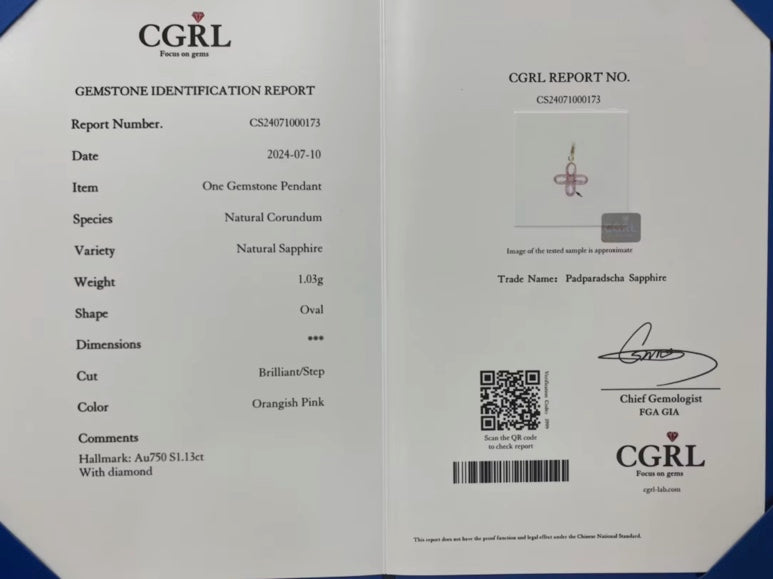 CGRL
Focus on gems
GEMSTONE IDENTIFICATION REPORT
Report Number. CS24071000173
Date 2024-07-10
Item One Gemstone Pendant
Species Natural Corundum
Variety Natural Sapphire
Weight 1.03g
Shape Oval
Dimensions ***
Cut Brilliant/Step
Color Orangish Pink
Comments
Hallmark: Au750 S1.13ct
With diamond
CGRL REPORT NO.
CS24071000173
CGRL
Image of the tested sample is approximate
Trade Name: Padparadscha Sapphire
Verification Code:
Scan the QR code
to check report
Chief Gemologist
FGA GIA
CGRL
Focus on gems
cgrl-lab.com
This report does not have the proof function and legal effect under the Chinese National Standard.